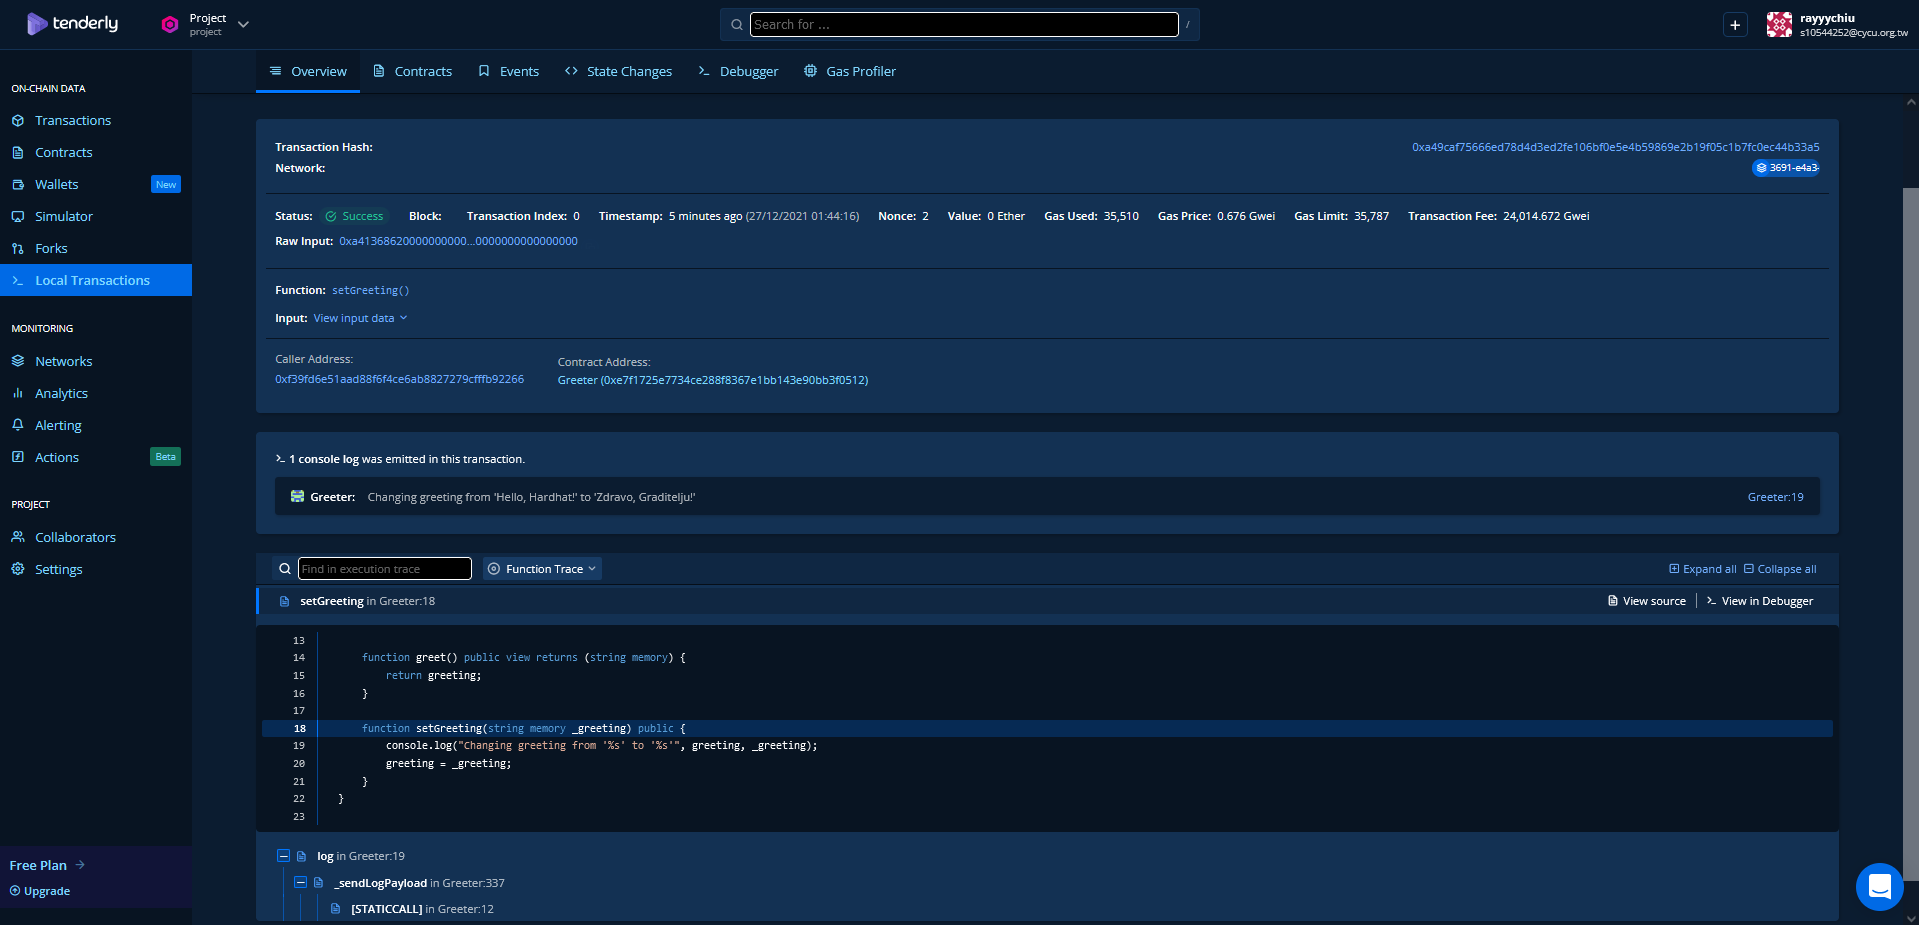 tenderly
Project
project
Search for ...
/
rayyychiu
s10544252@cycu.org.tw
ON-CHAIN DATA
Transactions
Contracts
Wallets New
Simulator
Forks
Local Transactions
MONITORING
Networks
Analytics
Alerting
Actions Beta
PROJECT
Collaborators
Settings
Free Plan
Upgrade
Overview Contracts Events State Changes Debugger Gas Profiler
Transaction Hash: 0xa49caf75666ed78d4d3ed2fe106bf0e5e4b59869e2b19f05c1b7fc0ec44b33a5
Network: 3691-e4a3-
Status: Success Block: Transaction Index: 0 Timestamp: 5 minutes ago (27/12/2021 01:44:16) Nonce: 2 Value: 0 Ether Gas Used: 35,510 Gas Price: 0.676 Gwei Gas Limit: 35,787 Transaction Fee: 24,014.672 Gwei
Raw Input: 0xa41368620000000000...0000000000000000
Function: setGreeting()
Input: View input data
Caller Address:
0xf39fd6e51aad88f6f4ce6ab8827279cfffb92266
Contract Address:
Greeter (0xe7f1725e7734ce288f8367e1bb143e90bb3f0512)
1 console log was emitted in this transaction.
Greeter: Changing greeting from 'Hello, Hardhat!' to 'Zdravo, Graditelju!' Greeter:19
Find in execution trace Function Trace Expand all Collapse all
setGreeting in Greeter:18 View source View in Debugger
13
14 function greet() public view returns (string memory) {
15 return greeting;
16 }
17
18 function setGreeting(string memory _greeting) public {
19 console.log("Changing greeting from '%s' to '%s'", greeting, _greeting);
20 greeting = _greeting;
21 }
22 }
23
log in Greeter:19
_sendLogPayload in Greeter:337
[STATICCALL] in Greeter:12